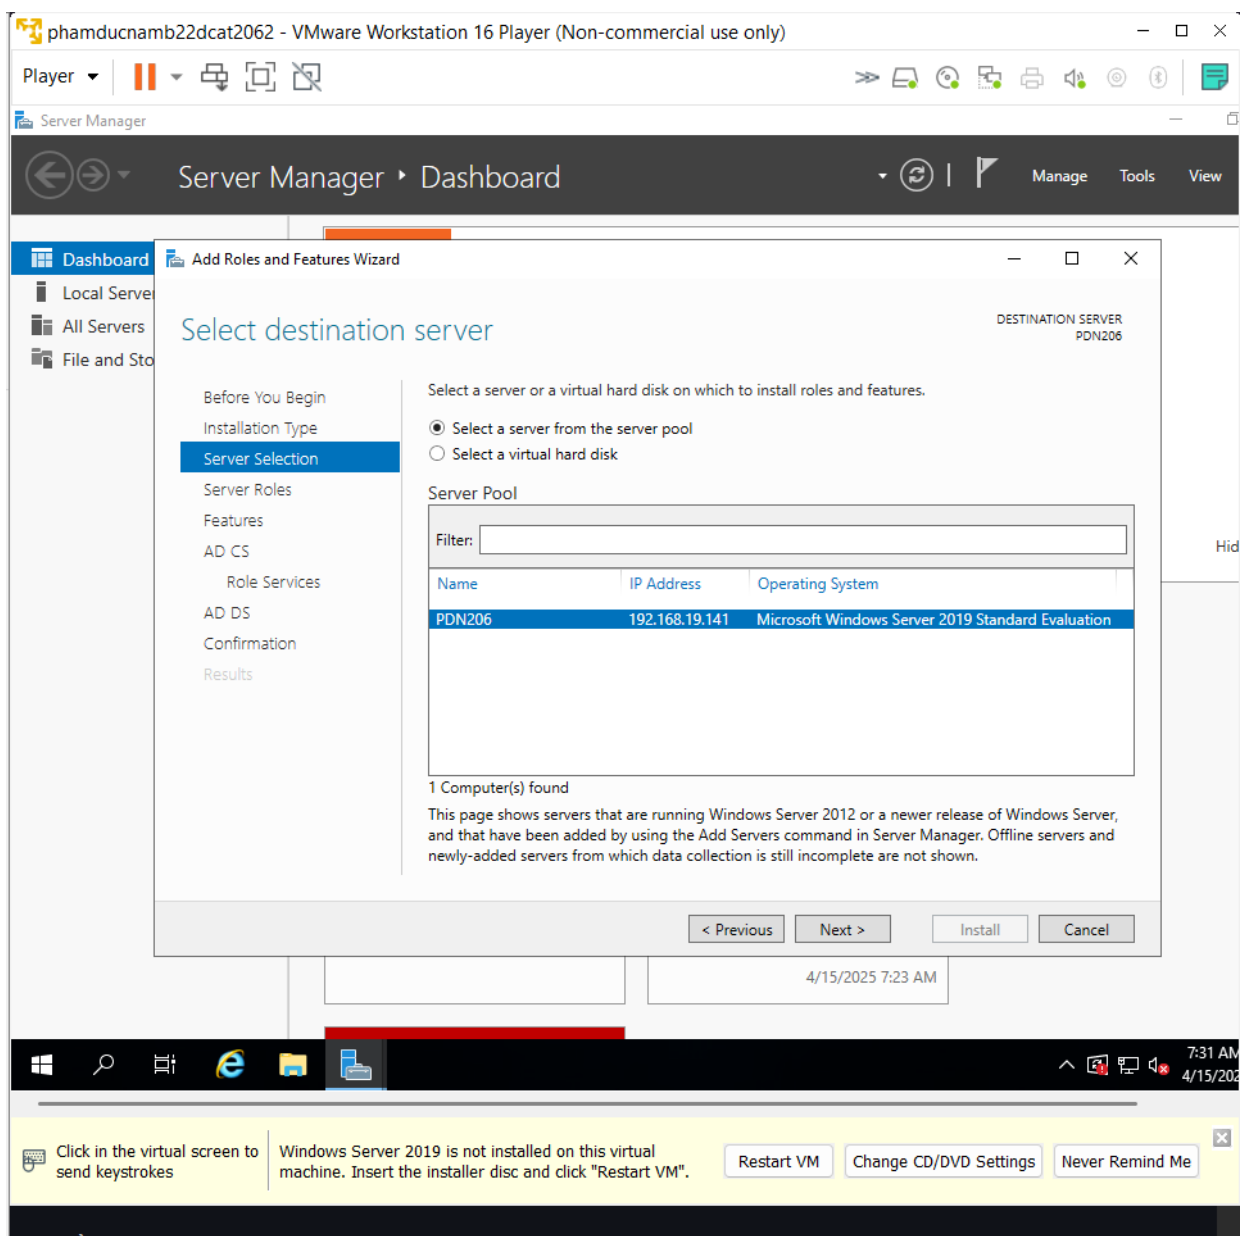 phamducnamb22dcat2062 - VMware Workstation 16 Player (Non-commercial use only)
Player
Server Manager
Server Manager ‣ Dashboard
Manage Tools View
Dashboard
Local Server
All Servers
File and Sto
Add Roles and Features Wizard
Select destination server
DESTINATION SERVER
PDN206
Before You Begin
Installation Type
Server Selection
Server Roles
Features
AD CS
Role Services
AD DS
Confirmation
Results
Select a server or a virtual hard disk on which to install roles and features.
Select a server from the server pool
Select a virtual hard disk
Server Pool
Filter:
Name IP Address Operating System
PDN206 192.168.19.141 Microsoft Windows Server 2019 Standard Evaluation
1 Computer(s) found
This page shows servers that are running Windows Server 2012 or a newer release of Windows Server,
and that have been added by using the Add Servers command in Server Manager. Offline servers and
newly-added servers from which data collection is still incomplete are not shown.
< Previous Next > Install Cancel
Hid
4/15/2025 7:23 AM
7:31 AM
4/15/202
Click in the virtual screen to
send keystrokes
Windows Server 2019 is not installed on this virtual
machine. Insert the installer disc and click "Restart VM".
Restart VM Change CD/DVD Settings Never Remind Me